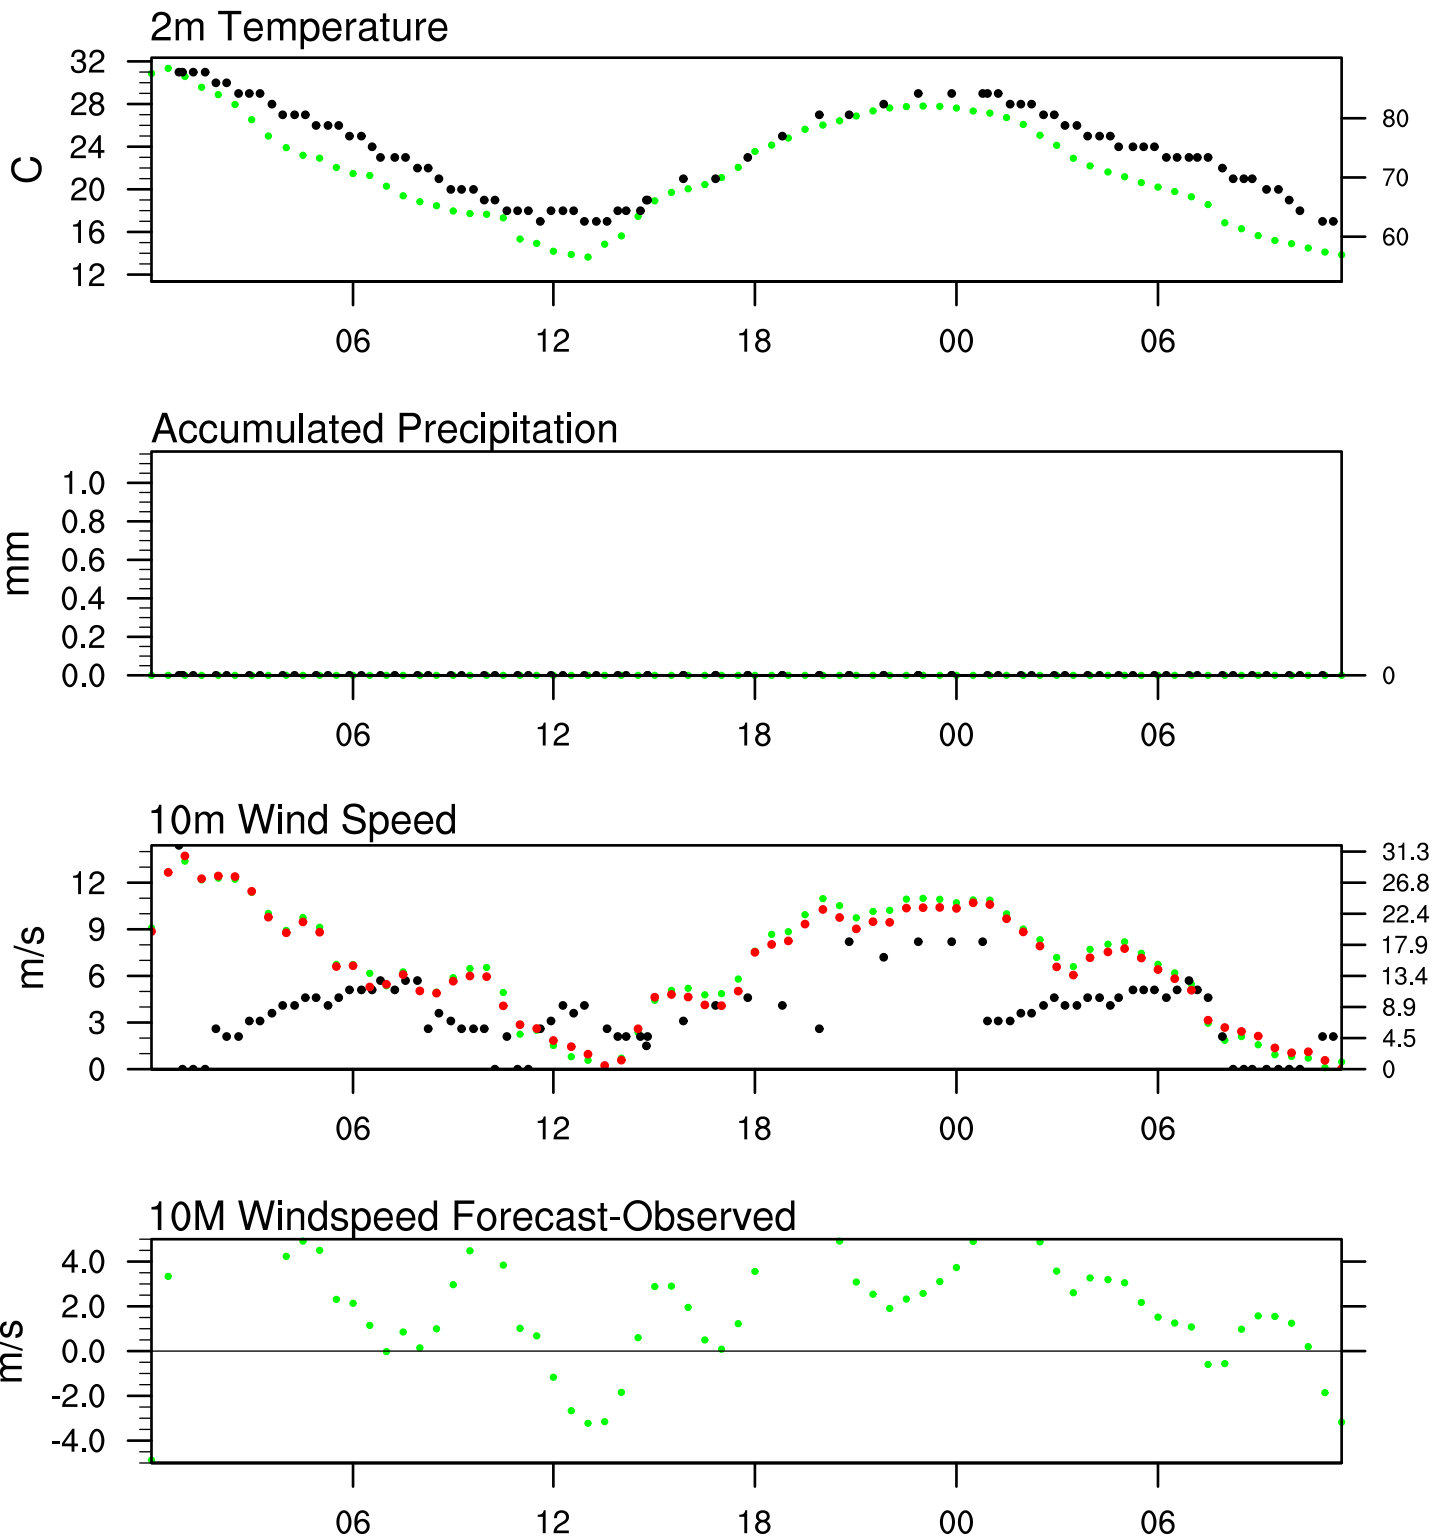 2m Temperature
32
28
24
20
16
12
C
80
70
60
06 12 18 00 06
Accumulated Precipitation
1.0
0.8
0.6
0.4
0.2
0.0
mm
0
06 12 18 00 06
10m Wind Speed
12
9
6
3
0
m/s
31.3
26.8
22.4
17.9
13.4
8.9
4.5
0
06 12 18 00 06
10M Windspeed Forecast-Observed
4.0
2.0
0.0
-2.0
-4.0
m/s
06 12 18 00 06